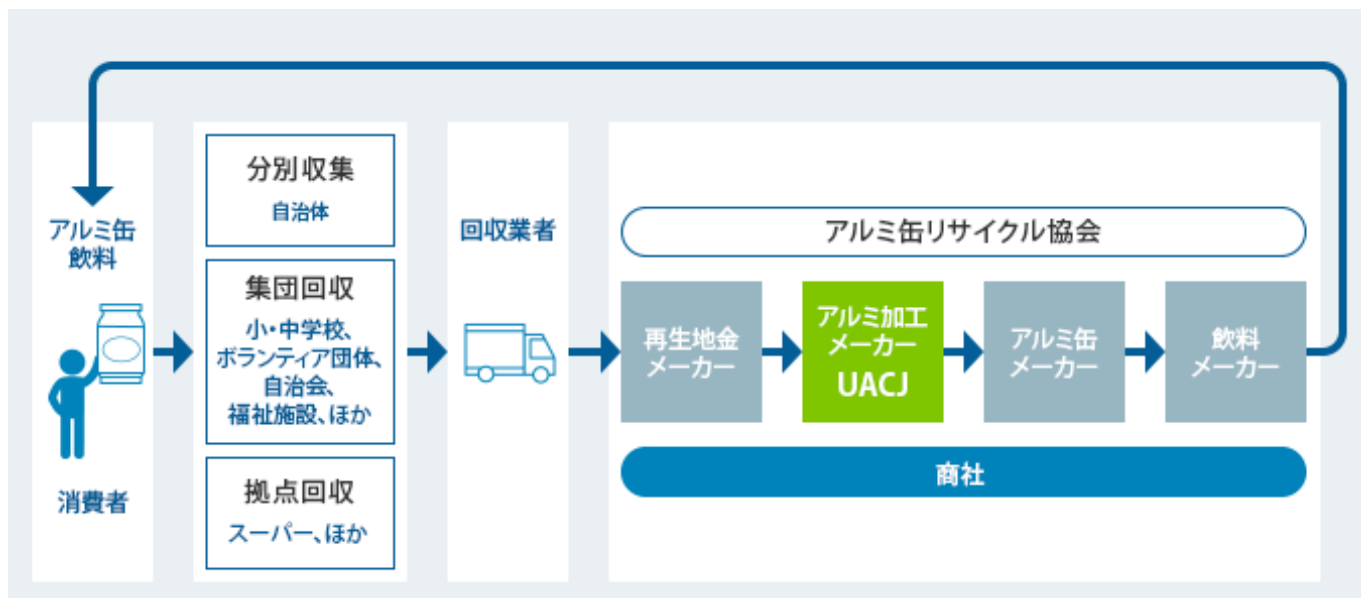 アルミ缶
飲料
消費者
分別収集
自治体
集団回収
小・中学校、
ボランティア団体、
自治会、
福祉施設、ほか
拠点回収
スーパー、ほか
回収業者
アルミ缶リサイクル協会
再生地金
メーカー
アルミ加工
メーカー
UACJ
アルミ缶
メーカー
飲料
メーカー
商社